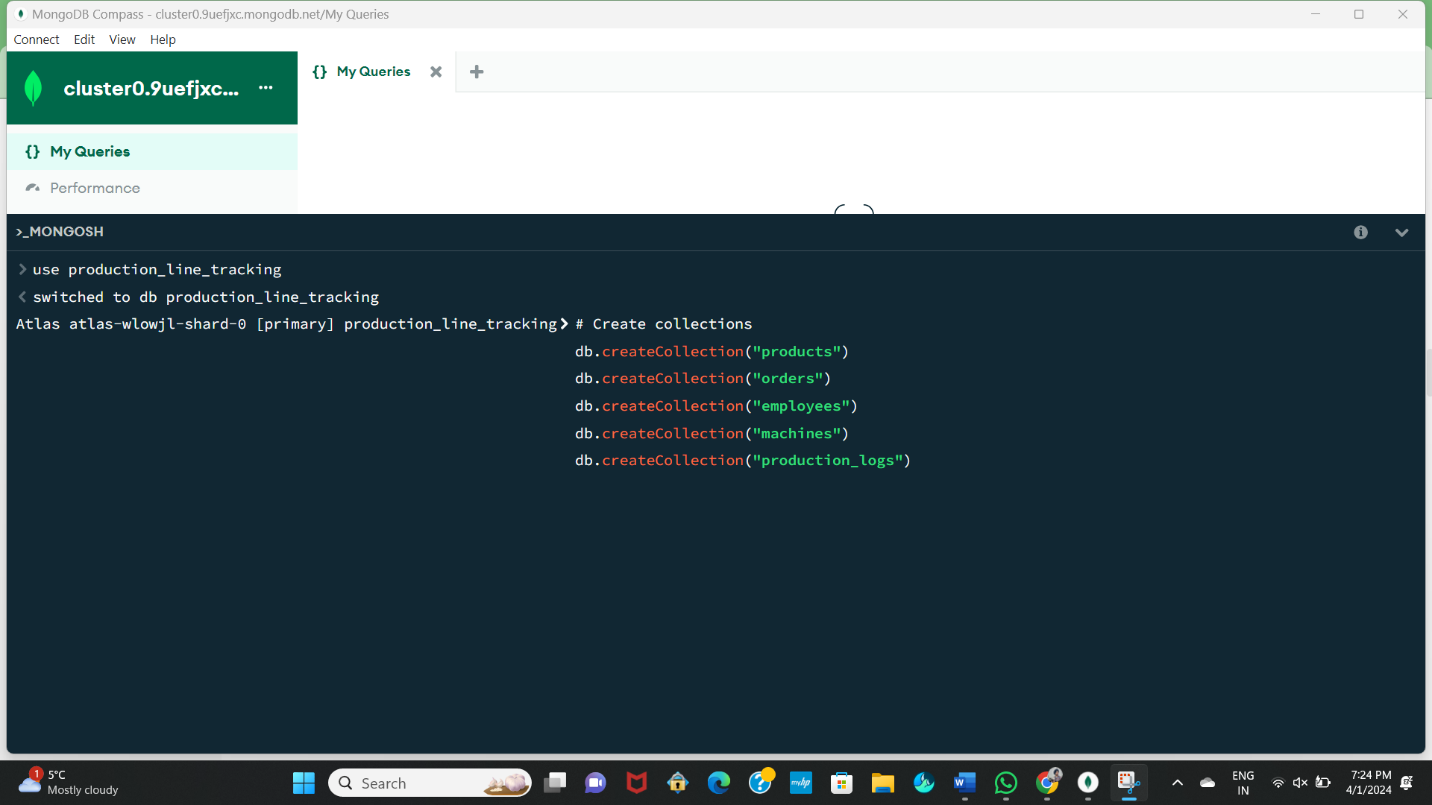 MongoDB Compass - cluster0.9uefjxc.mongodb.net/My Queries
Connect Edit View Help
cluster0.9uefjxc... ...
{} My Queries
{} My Queries
Performance
>_MONGOSH
> use production_line_tracking
< switched to db production_line_tracking
Atlas atlas-wlowjl-shard-0 [primary] production_line_tracking> # Create collections
db.createCollection("products")
db.createCollection("orders")
db.createCollection("employees")
db.createCollection("machines")
db.createCollection("production_logs")
1
5°C
Mostly cloudy
Search
myhp
W
ENG
IN
7:24 PM
4/1/2024